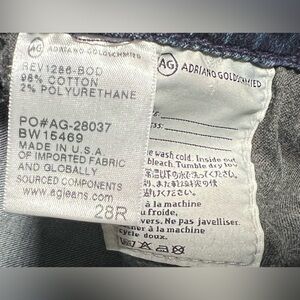 AG ADRIANO GOLDSCHMIED
REV1286-BOD
98% COTTON
2% POLYURETHANE
PO#AG-28037
BW15469
MADE IN U.S.A
OF IMPORTED FABRIC
AND GLOBALLY
SOURCED COMPONENTS
www.agjeans.com
28R
AG ADRIANO GOLDSCHMIED
wash cold. Inside out
bleach. Tumble dry low
à la machine
u froide,
vers. Ne pas javelliser.
cher à la machine
cycle doux.